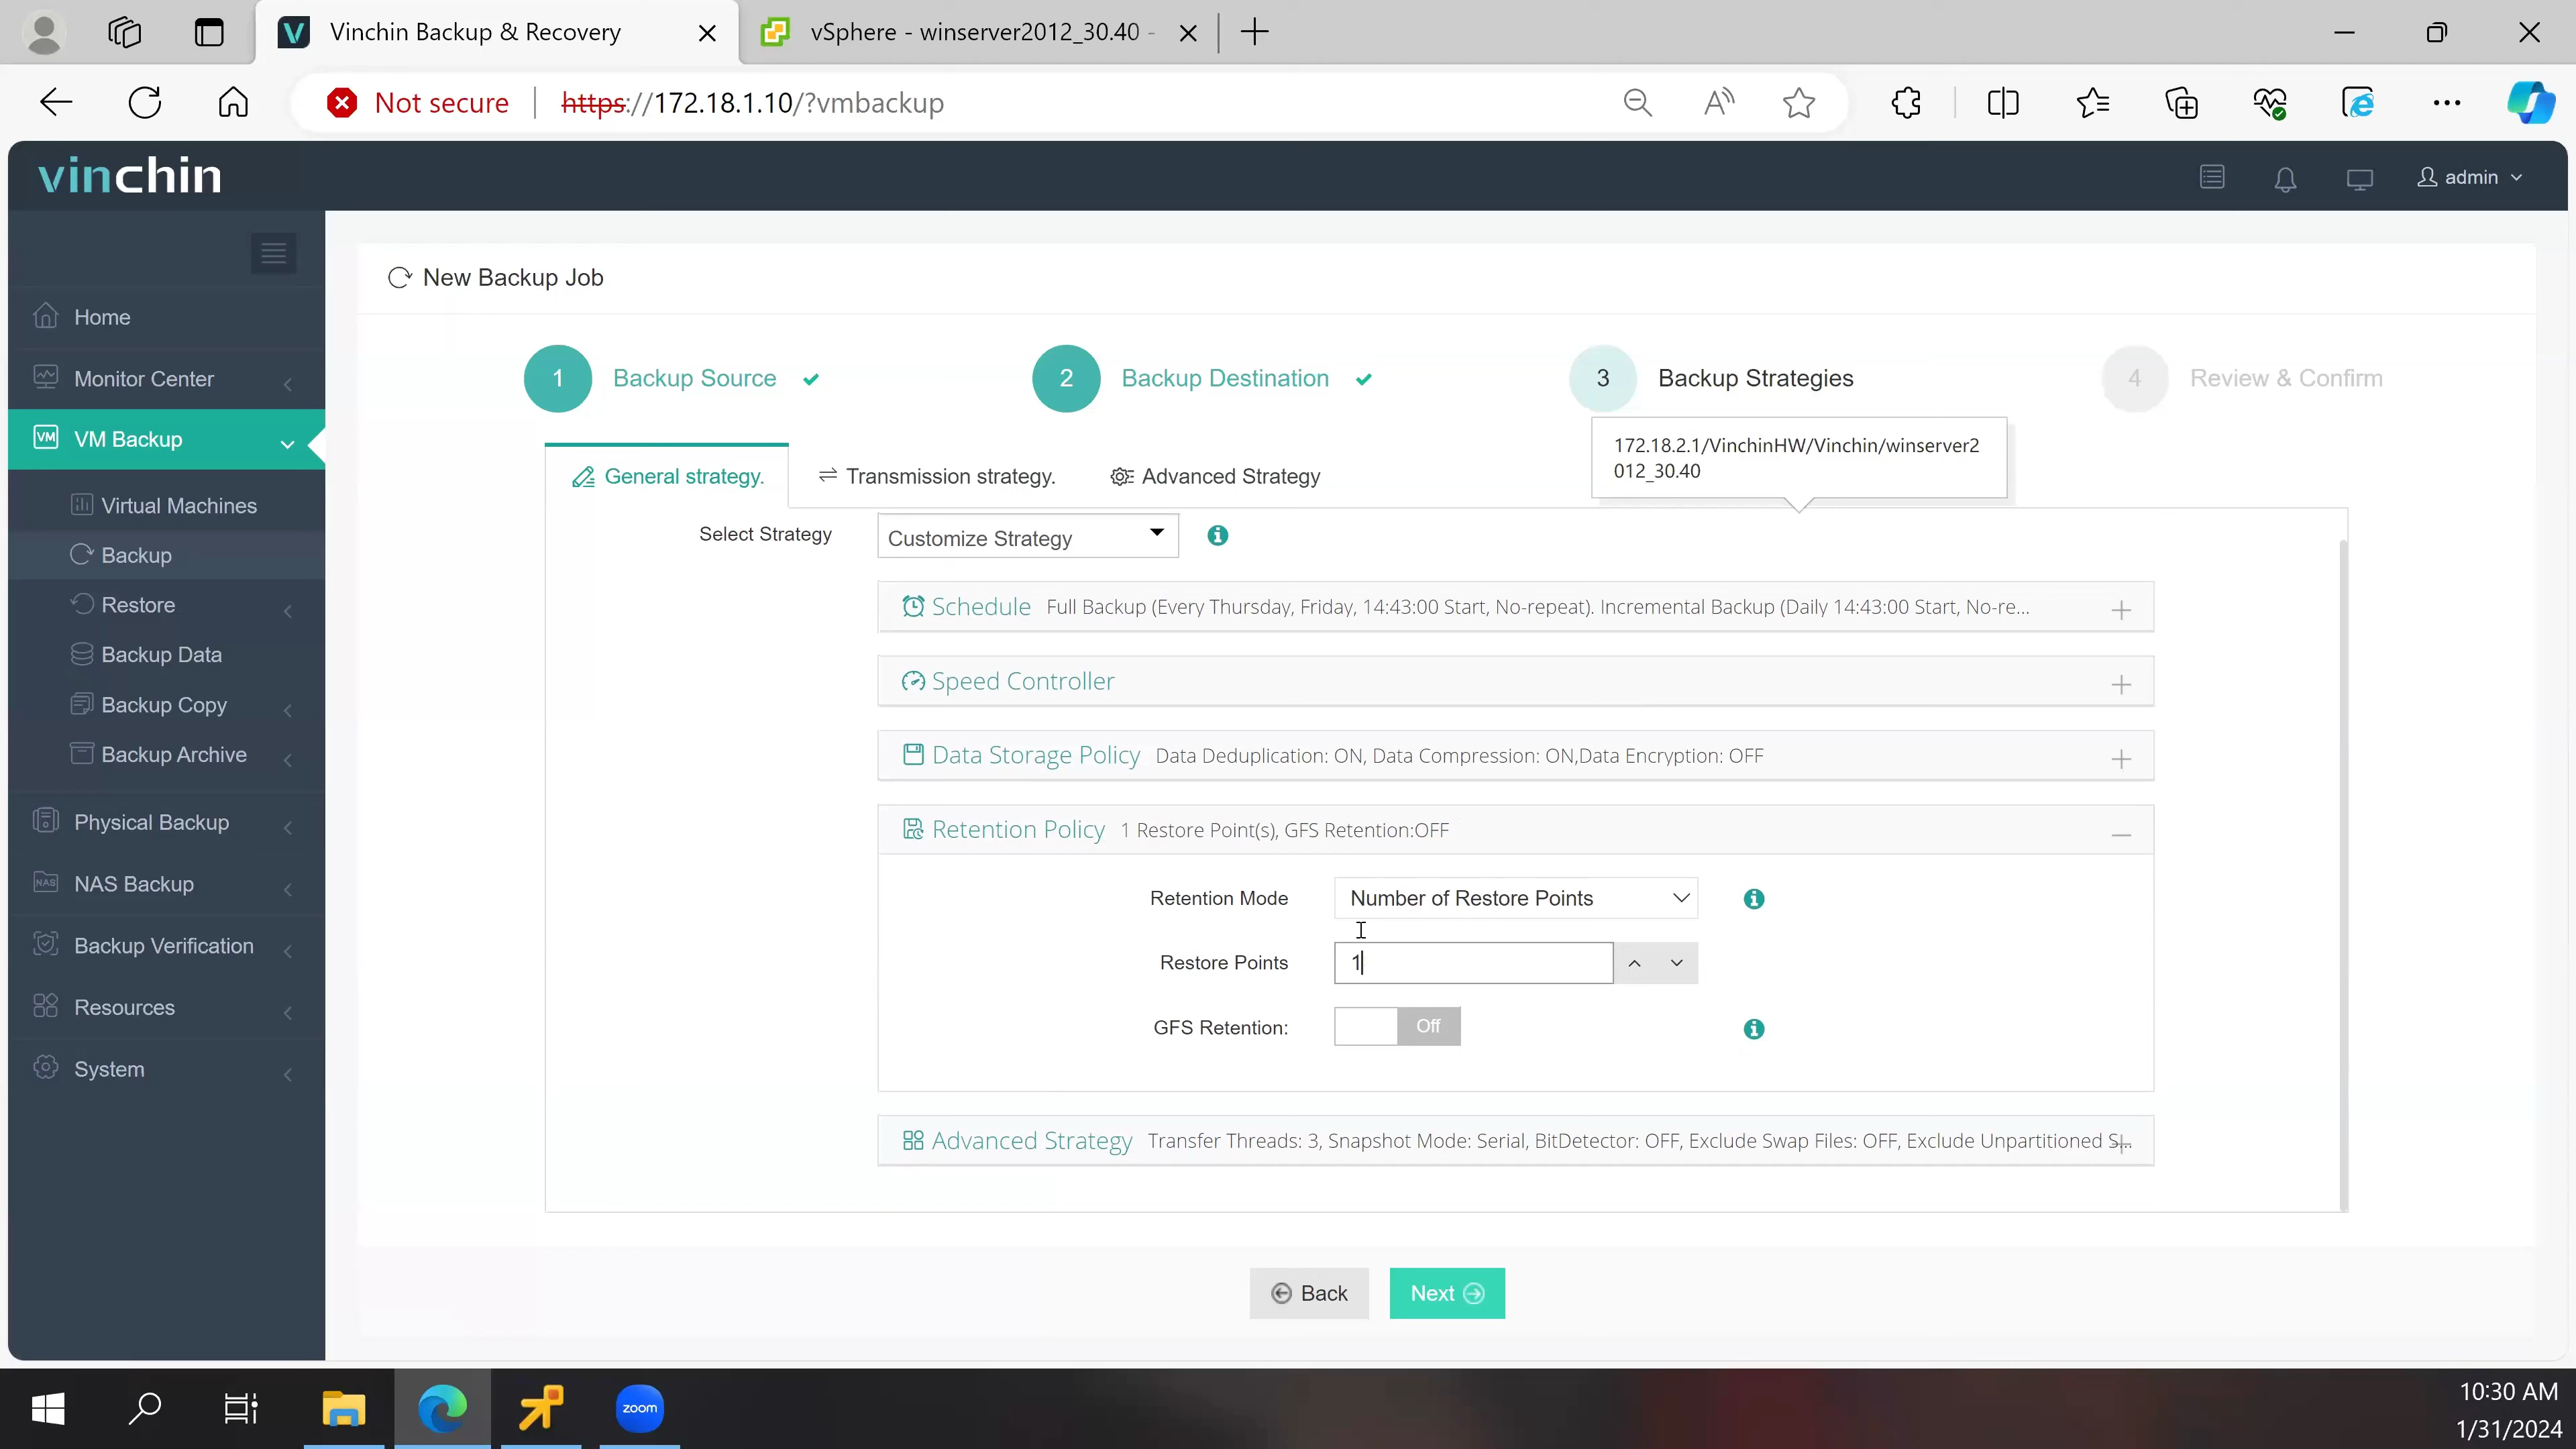 Vinchin Backup & Recovery
vSphere - winserver2012_30.40 -
Not secure
https://172.18.1.10/?vmbackup
vinchin
admin
New Backup Job
Home
Monitor Center
VM Backup
Virtual Machines
Backup
Restore
Backup Data
Backup Copy
Backup Archive
Physical Backup
NAS Backup
Backup Verification
Resources
System
1 Backup Source
2 Backup Destination
3 Backup Strategies
4 Review & Confirm
172.18.2.1/VinchinHW/Vinchin/winserver2
012_30.40
General strategy.
Transmission strategy.
Advanced Strategy
Select Strategy
Customize Strategy
Schedule Full Backup (Every Thursday, Friday, 14:43:00 Start, No-repeat). Incremental Backup (Daily 14:43:00 Start, No-re...
Speed Controller
Data Storage Policy Data Deduplication: ON, Data Compression: ON,Data Encryption: OFF
Retention Policy 1 Restore Point(s), GFS Retention:OFF
Retention Mode Number of Restore Points
Restore Points 1
GFS Retention: Off
Advanced Strategy Transfer Threads: 3, Snapshot Mode: Serial, BitDetector: OFF, Exclude Swap Files: OFF, Exclude Unpartitioned S...
Back
Next
zoom
10:30 AM
1/31/2024